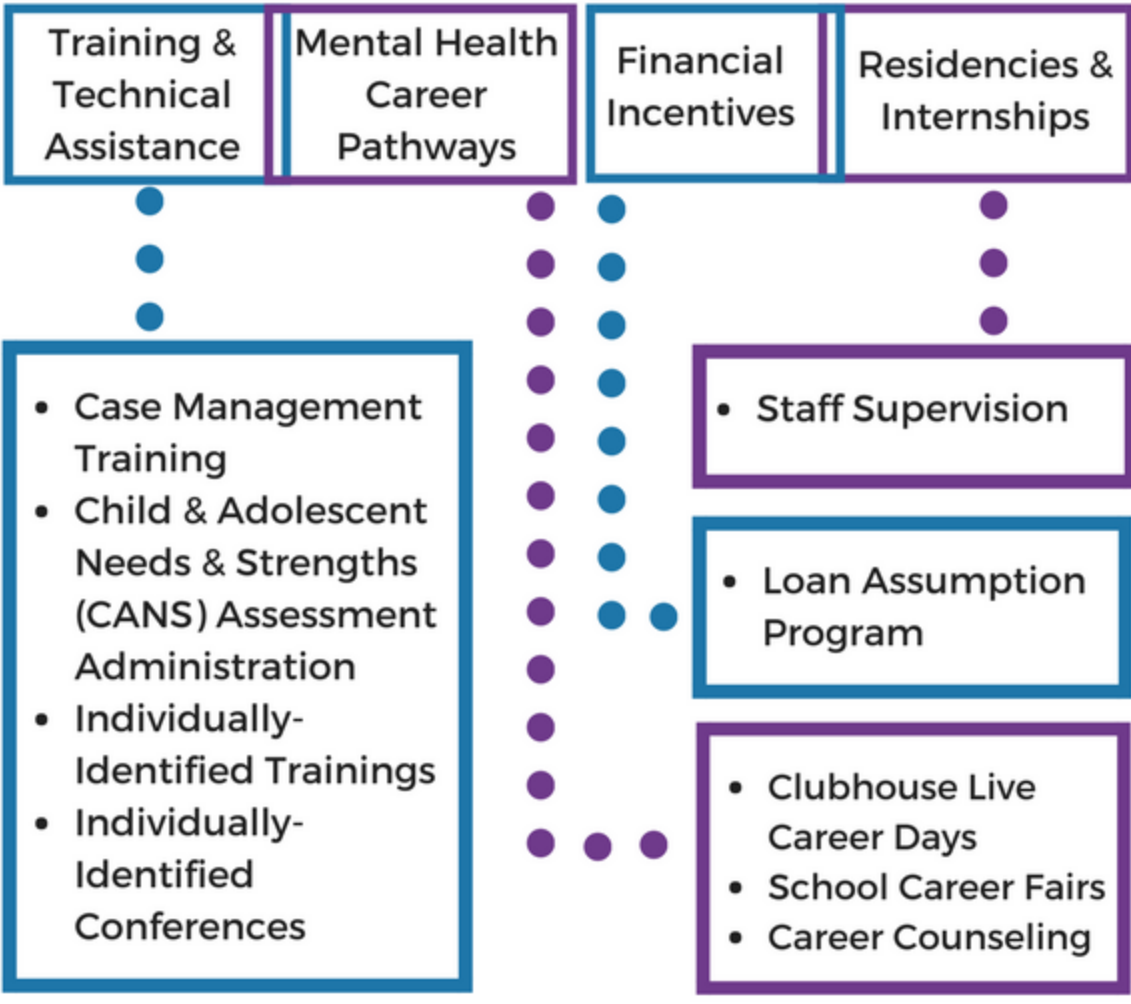 Training &
Technical
Assistance
Mental Health
Career
Pathways
Financial
Incentives
Residencies &
Internships
• Case Management
Training
• Child & Adolescent
Needs & Strengths
(CANS) Assessment
Administration
• Individually-
Identified Trainings
• Individually-
Identified
Conferences
• Staff Supervision
• Loan Assumption
Program
• Clubhouse Live
Career Days
• School Career Fairs
• Career Counseling